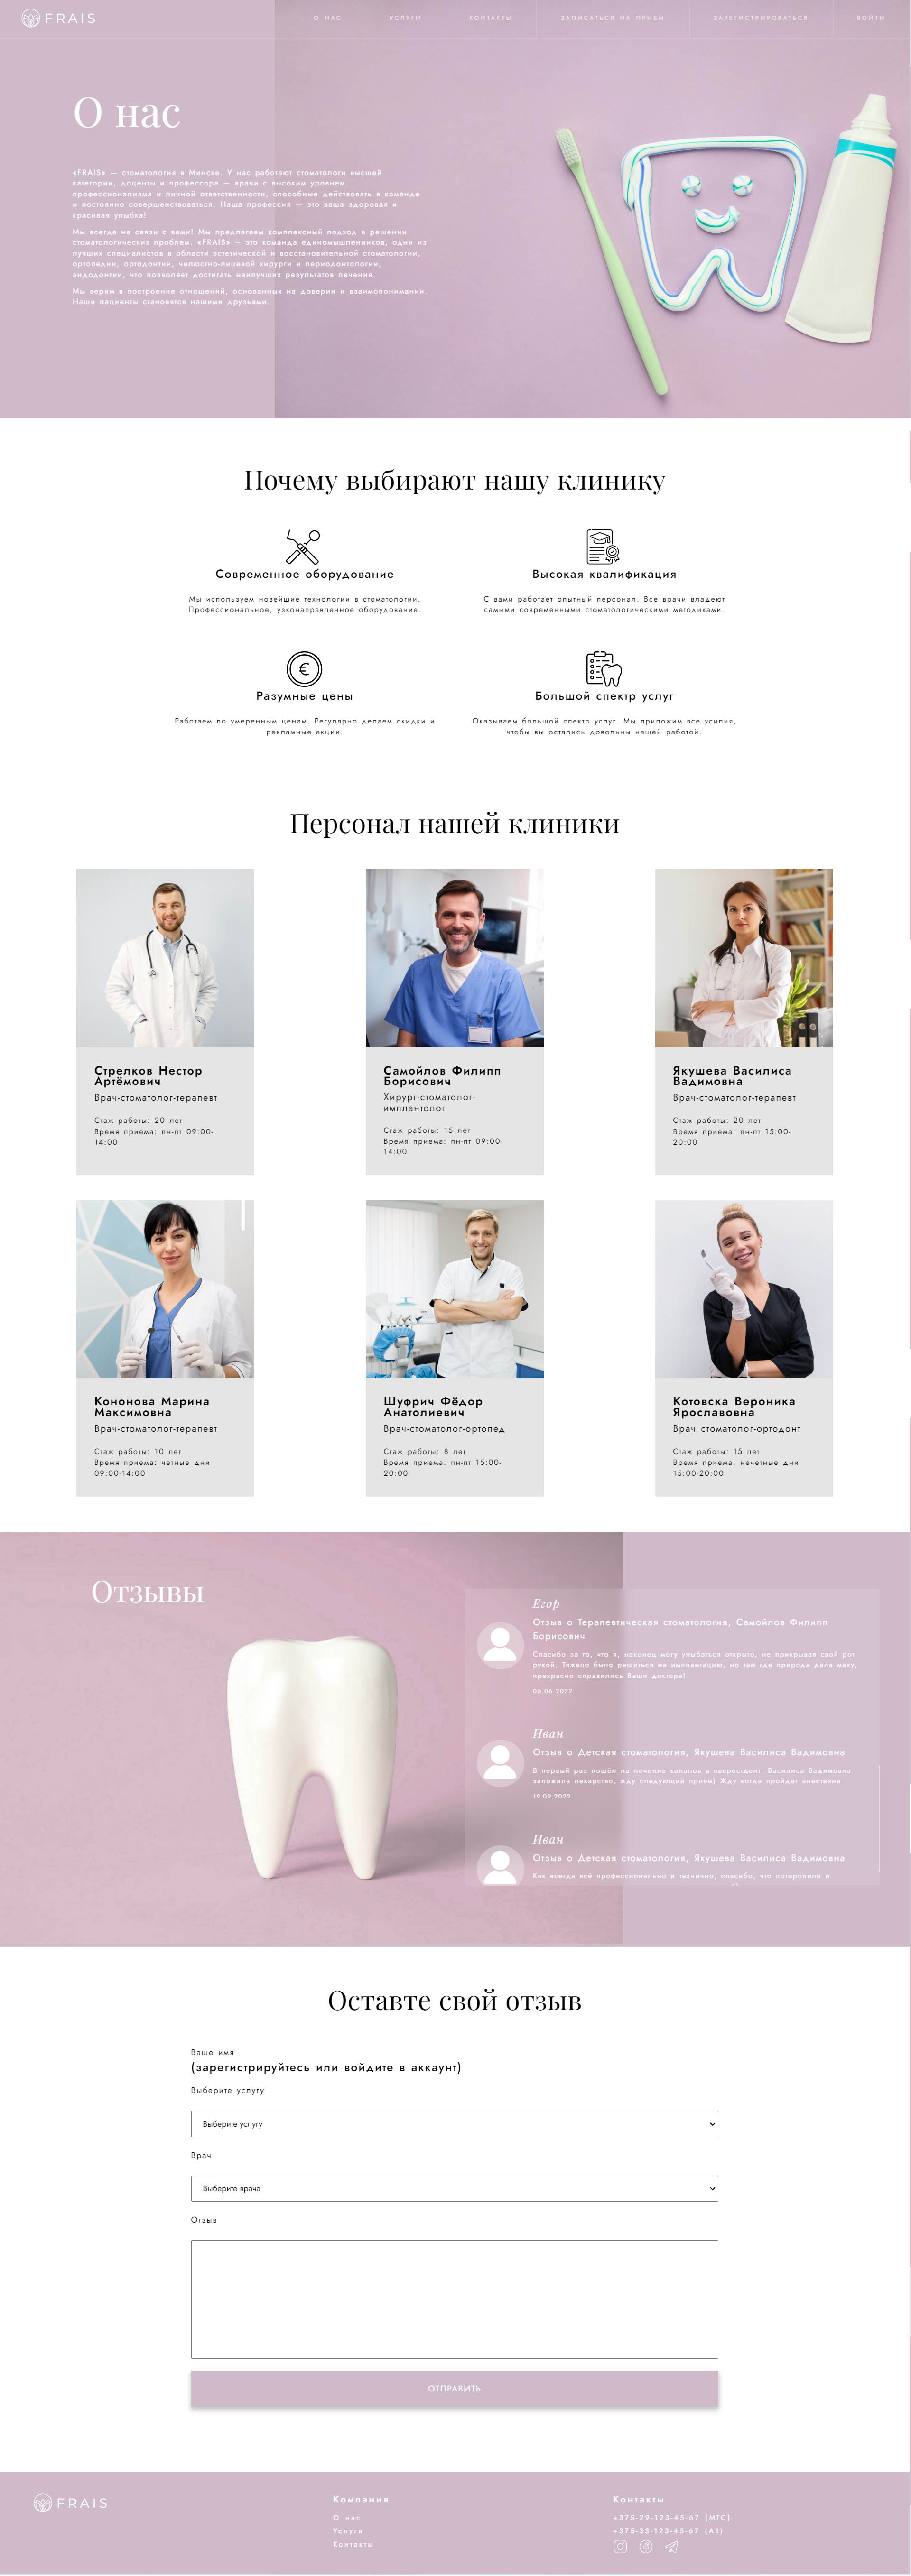 FRAIS
О НАС
УСЛУГИ
КОНТАКТЫ
ЗАПИСАТЬСЯ НА ПРИЕМ
ЗАРЕГИСТРИРОВАТЬСЯ
ВОЙТИ
О нас
«FRAIS» — стоматология в Минске. У нас работают стоматологи высшей
категории, доценты и профессора — врачи с высоким уровнем
профессионализма и личной ответственности, способные действовать в команде
и постоянно совершенствоваться. Наша профессия — это ваша здоровая и
красивая улыбка!
Мы всегда на связи с вами! Мы предлагаем комплексный подход в решении
стоматологических проблем. «FRAIS» – это команда единомышленников, одни из
лучших специалистов в области эстетической и восстановительной стоматологии,
ортопедии, ортодонтии, челюстно-лицевой хирургии и периодонтологии,
эндодонтии, что позволяет достигать наилучших результатов лечения.
Мы верим в построение отношений, основанных на доверии и взаимопонимании.
Наши пациенты становятся нашими друзьями.
Почему выбирают нашу клинику
Современное оборудование
Мы используем новейшие технологии в стоматологии.
Профессиональное, узконаправленное оборудование.
Высокая квалификация
С вами работает опытный персонал. Все врачи владеют
самыми современными стоматологическими методиками.
€
Разумные цены
Работаем по умеренным ценам. Регулярно делаем скидки и
рекламные акции.
Большой спектр услуг
Оказываем большой спектр услуг. Мы приложим все усилия,
чтобы вы остались довольны нашей работой.
Персонал нашей клиники
Стрелков Нестор
Артёмович
Врач-стоматолог-терапевт
Стаж работы: 20 лет
Время приема: пн-пт 09:00-
14:00
Самойлов Филипп
Борисович
Хирург-стоматолог-
имплантолог
Стаж работы: 15 лет
Время приема: пн-пт 09:00-
14:00
Якушева Василиса
Вадимовна
Врач-стоматолог-терапевт
Стаж работы: 20 лет
Время приема: пн-пт 15:00-
20:00
Кононова Марина
Максимовна
Врач-стоматолог-терапевт
Стаж работы: 10 лет
Время приема: четные дни
09:00-14:00
Шуфрич Фёдор
Анатолиевич
Врач-стоматолог-ортопед
Стаж работы: 8 лет
Время приема: пн-пт 15:00-
20:00
Котовска Вероника
Ярославовна
Врач стоматолог-ортодонт
Стаж работы: 15 лет
Время приема: нечетные дни
15:00-20:00
Отзывы
Егор
Отзыв о Терапевтическая стоматология, Самойлов Филипп
Борисович
Спасибо за то, что я, наконец могу улыбаться открыто, не прикрывая свой рот
рукой. Тяжело было решиться на имплантацию, но там где природа дала маху,
прекрасно справились Ваши доктора!
08.06.2022
Иван
Отзыв о Детская стоматология, Якушева Василиса Вадимовна
В первый раз пошёл на лечение каналов в яверестдент. Василиса Вадимовна
заложила лекарство, жду следующий приём) Жду когда пройдёт анестезия
19.09.2022
Иван
Отзыв о Детская стоматология, Якушева Василиса Вадимовна
Как всегда всё профессионально и технично, спасибо, что поторопили и
Оставте свой отзыв
Ваше имя
(зарегистрируйтесь или войдите в аккаунт)
Выберите услугу
Выберите услугу
Врач
Выберите врача
Отзыв
ОТПРАВИТЬ
FRAIS
Компания
О нас
Услуги
Контакты
Контакты
+375-29-123-45-67 (МТС)
+375-33-123-45-67 (А1)